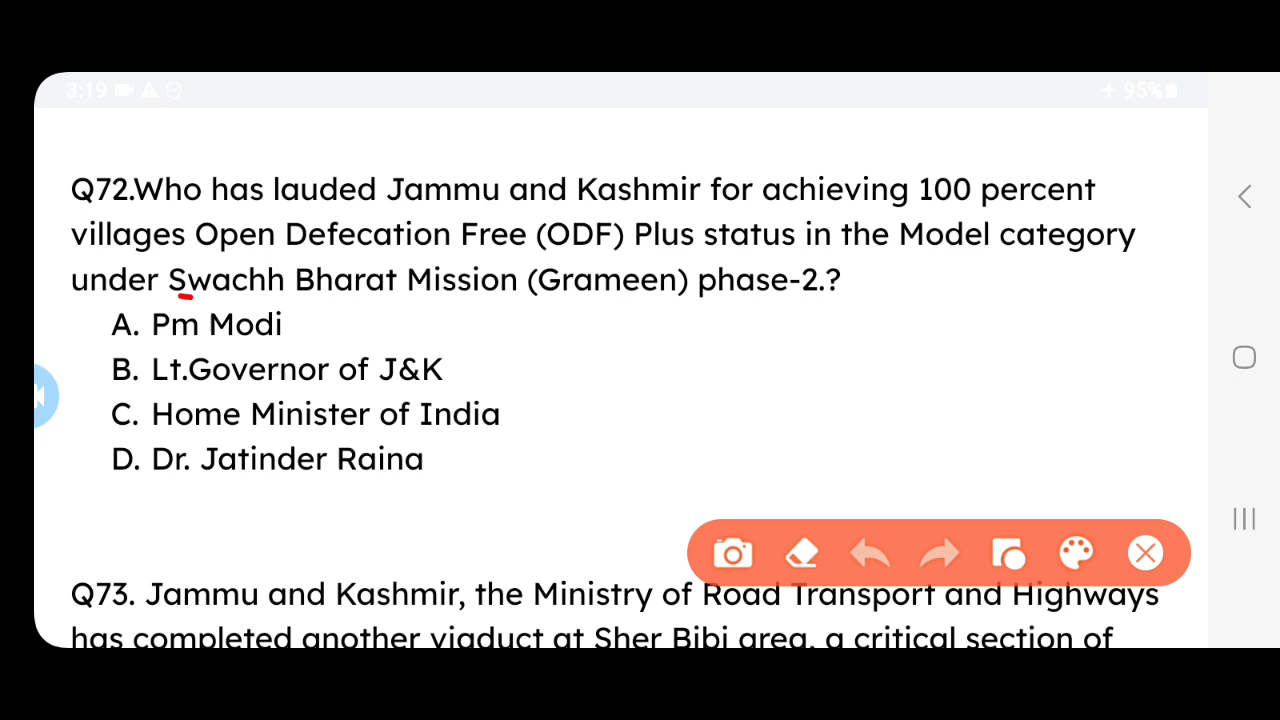 3:19
95%
Q72.Who has lauded Jammu and Kashmir for achieving 100 percent
villages Open Defecation Free (ODF) Plus status in the Model category
under Swachh Bharat Mission (Grameen) phase-2.?
A. Pm Modi
B. Lt.Governor of J&K
C. Home Minister of India
D. Dr. Jatinder Raina
Q73. Jammu and Kashmir, the Ministry of Road Transport and Highways
has completed another viaduct at Sher Bibi area, a critical section of